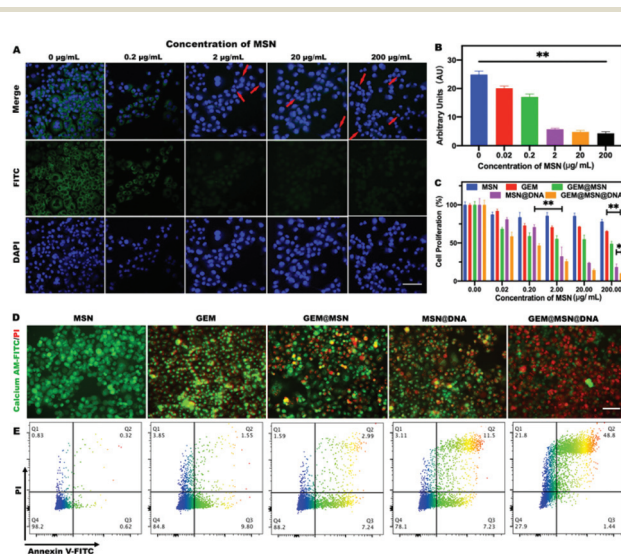 A
Concentration of MSN
0 µg/mL 0.2 µg/mL 2 µg/mL 20 µg/mL 200 µg/mL
Merge
FITC
DAPI
B
**
Arbitrary Units (AU)
40
30
20
10
0
0 0.02 0.2 2 20 200
Concentration of MSN (µg/ mL)
C
MSN GEM GEM@MSN
MSN@DNA GEM@MSN@DNA
** **
*
Cell Proliferation (%)
100
75
50
25
0
0.00 0.02 0.20 2.00 20.00 200.00
Concentration of MSN (µg/ mL)
D
MSN GEM GEM@MSN MSN@DNA GEM@MSN@DNA
Calcium AM-FITC/PI
E
Q1 Q2 Q1 Q2 Q1 Q2 Q1 Q2 Q1 Q2
0.83 0.32 3.85 1.55 1.59 2.99 3.11 11.5 21.8 48.8
PI
Q4 Q3 Q4 Q3 Q4 Q3 Q4 Q3 Q4 Q3
98.2 0.62 84.8 9.80 88.2 7.24 78.1 7.23 27.9 1.44
Annexin V-FITC